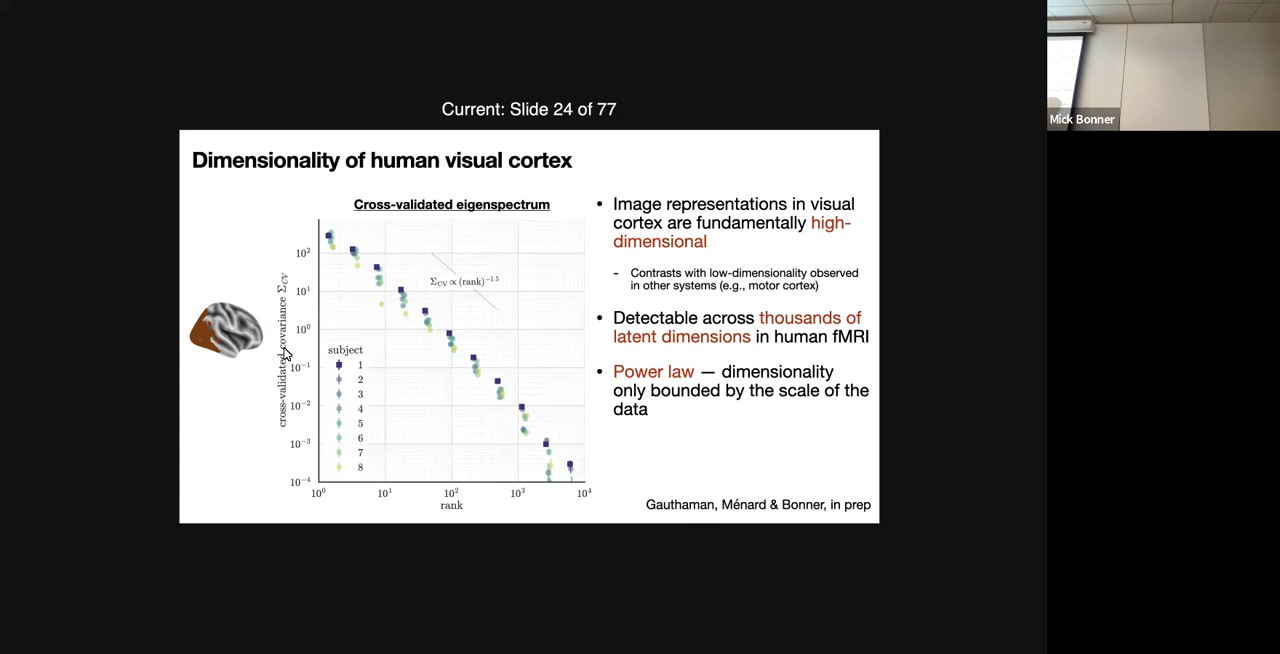 Current: Slide 24 of 77
Mick Bonner
Dimensionality of human visual cortex
Cross-validated eigenspectrum
cross-validated covariance Σ_CV
10²
10¹
10⁰
10⁻¹
10⁻²
10⁻³
10⁻⁴
Σ_CV ∝ (rank)^−1.5
subject
1
2
3
4
5
6
7
8
10⁰ 10¹ 10² 10³ 10⁴
rank
• Image representations in visual
cortex are fundamentally high-
dimensional
- Contrasts with low-dimensionality observed
in other systems (e.g., motor cortex)
• Detectable across thousands of
latent dimensions in human fMRI
• Power law — dimensionality
only bounded by the scale of the
data
Gauthaman, Ménard & Bonner, in prep